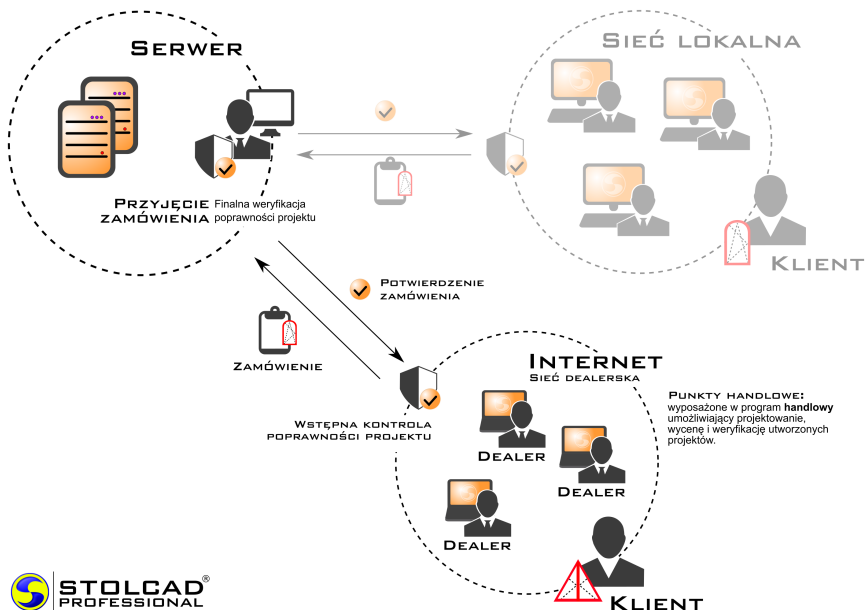 SERWER
SIEĆ LOKALNA
PRZYJĘCIE
ZAMÓWIENIA
Finalna weryfikacja
poprawności projektu
KLIENT
POTWIERDZENIE
ZAMÓWIENIA
ZAMÓWIENIE
INTERNET
SIEĆ DEALERSKA
WSTĘPNA KONTROLA
POPRAWNOŚCI PROJEKTU
PUNKTY HANDLOWE:
wyposażone w program handlowy
umożliwiający projektowanie,
wycenę i weryfikację utworzonych
projektów.
DEALER
DEALER
DEALER
KLIENT
STOLCAD®
PROFESSIONAL